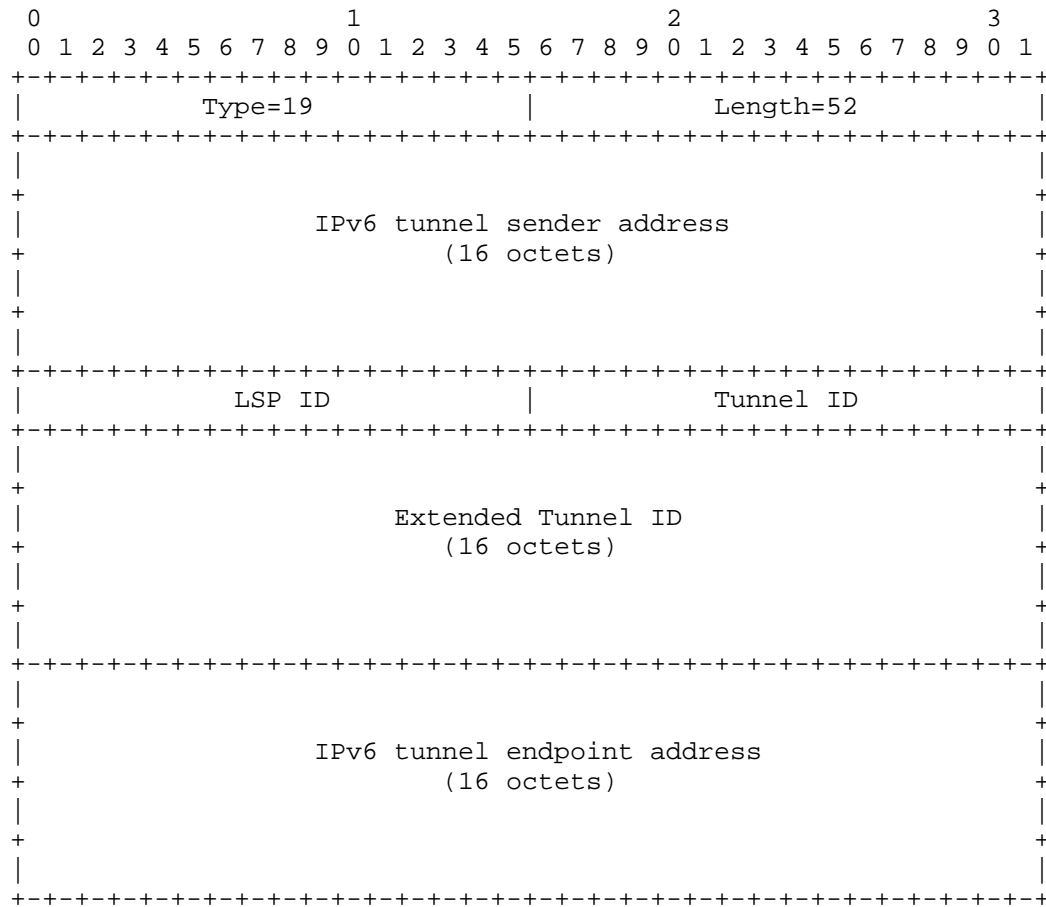 0                   1                   2                   3
 0 1 2 3 4 5 6 7 8 9 0 1 2 3 4 5 6 7 8 9 0 1 2 3 4 5 6 7 8 9 0 1
+-+-+-+-+-+-+-+-+-+-+-+-+-+-+-+-+-+-+-+-+-+-+-+-+-+-+-+-+-+-+-+-+
|           Type=19             |           Length=52           |
+-+-+-+-+-+-+-+-+-+-+-+-+-+-+-+-+-+-+-+-+-+-+-+-+-+-+-+-+-+-+-+-+
|                                                               |
+                                                               +
|                  IPv6 tunnel sender address                   |
+                          (16 octets)                          +
|                                                               |
+                                                               +
|                                                               |
+-+-+-+-+-+-+-+-+-+-+-+-+-+-+-+-+-+-+-+-+-+-+-+-+-+-+-+-+-+-+-+-+
|             LSP ID            |           Tunnel ID           |
+-+-+-+-+-+-+-+-+-+-+-+-+-+-+-+-+-+-+-+-+-+-+-+-+-+-+-+-+-+-+-+-+
|                                                               |
+                                                               +
|                       Extended Tunnel ID                      |
+                          (16 octets)                          +
|                                                               |
+                                                               +
|                                                               |
+-+-+-+-+-+-+-+-+-+-+-+-+-+-+-+-+-+-+-+-+-+-+-+-+-+-+-+-+-+-+-+-+
|                                                               |
+                                                               +
|                  IPv6 tunnel endpoint address                 |
+                          (16 octets)                          +
|                                                               |
+                                                               +
|                                                               |
+-+-+-+-+-+-+-+-+-+-+-+-+-+-+-+-+-+-+-+-+-+-+-+-+-+-+-+-+-+-+-+-+